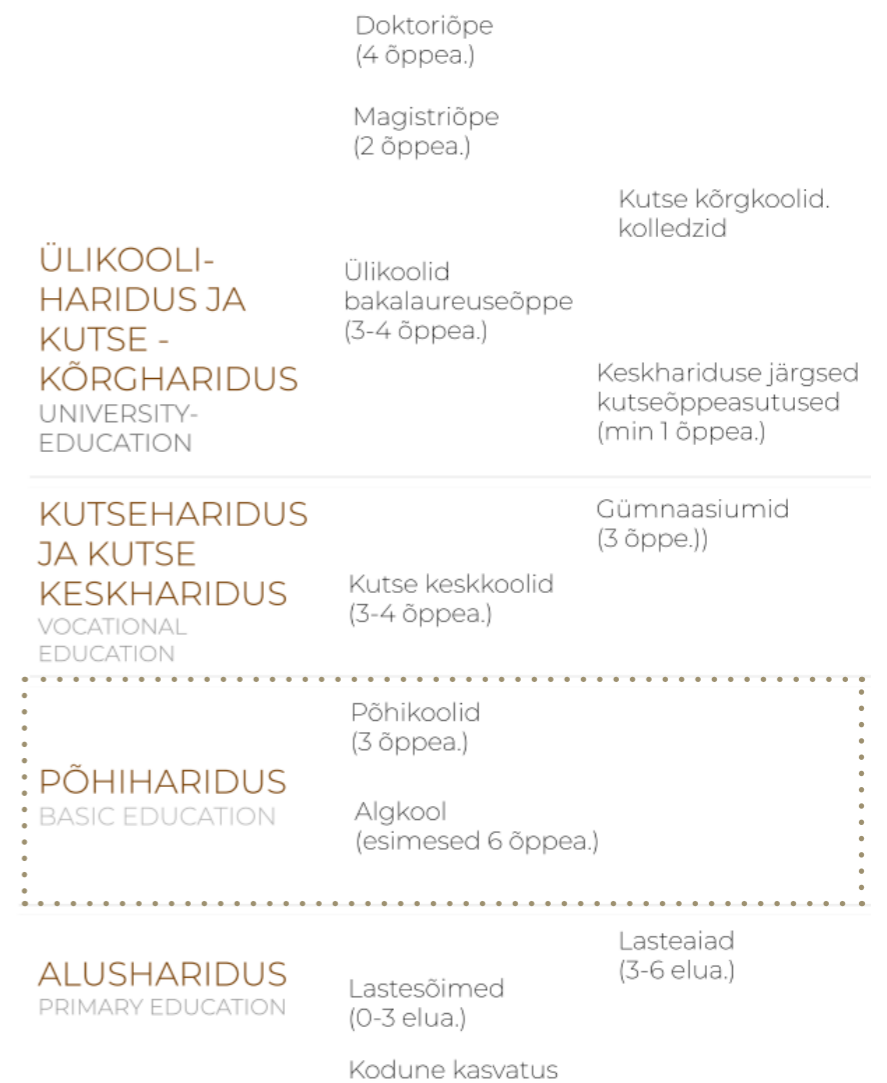 Doktoriõpe
(4 õppea.)
Magistriõpe
(2 õppea.)
Kutse kõrgkoolid.
kolledzid
ÜLIKOOLI-
HARIDUS JA
KUTSE -
KÕRGHARIDUS
UNIVERSITY-
EDUCATION
Ülikoolid
bakalaureuseõppe
(3-4 õppea.)
Keskhariduse järgsed
kutseõppeasutused
(min 1 õppea.)
KUTSEHARIDUS
JA KUTSE
KESKHARIDUS
VOCATIONAL
EDUCATION
Gümnaasiumid
(3 õppe.))
Kutse keskkoolid
(3-4 õppea.)
PÕHIHARIDUS
BASIC EDUCATION
Põhikoolid
(3 õppea.)
Algkool
(esimesed 6 õppea.)
ALUSHARIDUS
PRIMARY EDUCATION
Lasteaiad
(3-6 elua.)
Lastesõimed
(0-3 elua.)
Kodune kasvatus